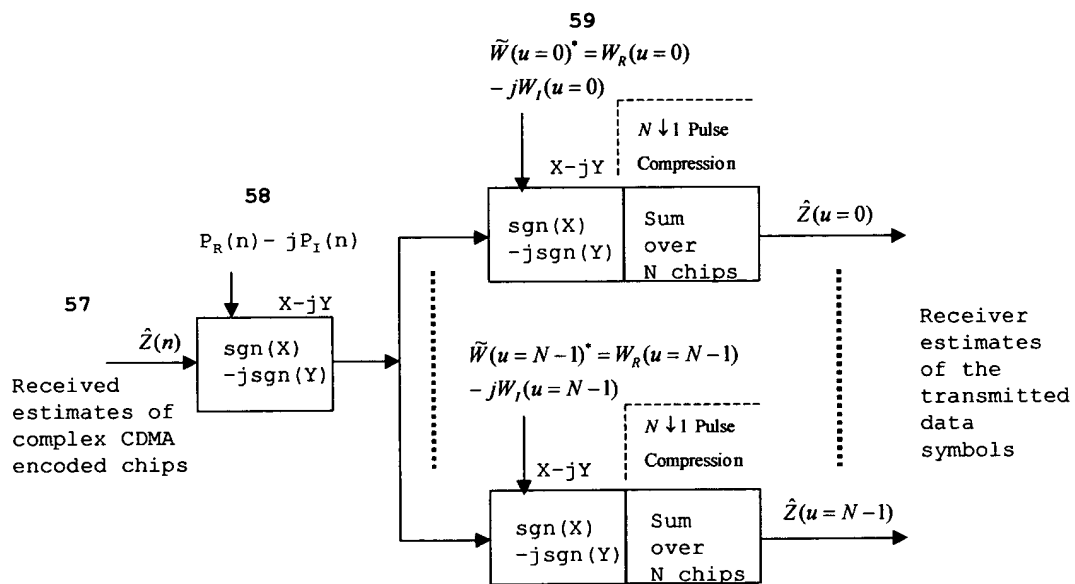 59
W̃(u=0)* = W_R(u=0)
- jW_I(u=0)
N↓1 Pulse
Compression
X-jY
sgn(X)
-jsgn(Y)
Sum
over
N chips
Ẑ(u=0)
58
P_R(n)- jP_I(n)
X-jY
57
Ẑ(n)
sgn(X)
-jsgn(Y)
Received
estimates of
complex CDMA
encoded chips
W̃(u=N-1)* = W_R(u=N-1)
- jW_I(u=N-1)
N↓1 Pulse
Compression
X-jY
sgn(X)
-jsgn(Y)
Sum
over
N chips
Ẑ(u=N-1)
Receiver
estimates
of the
transmitted
data
symbols